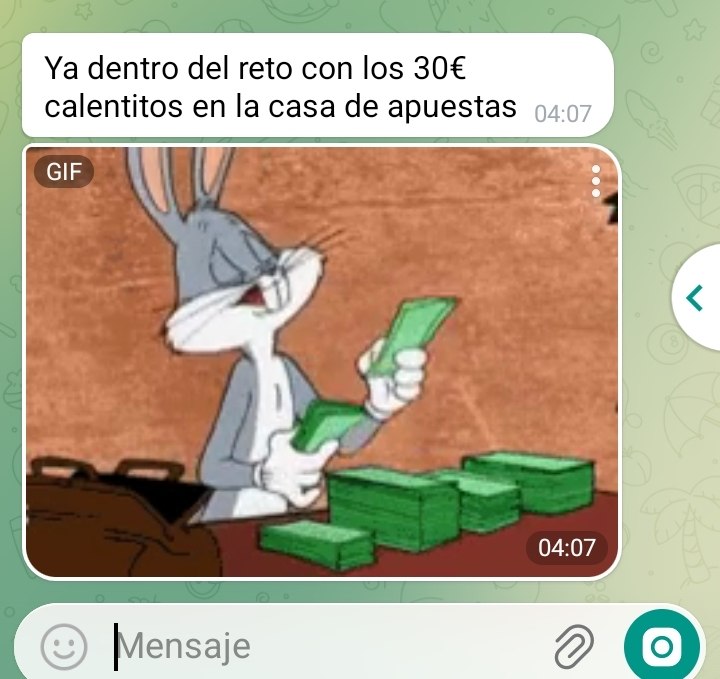 Ya dentro del reto con los 30€
calentitos en la casa de apuestas 04:07
GIF
04:07
Mensaje